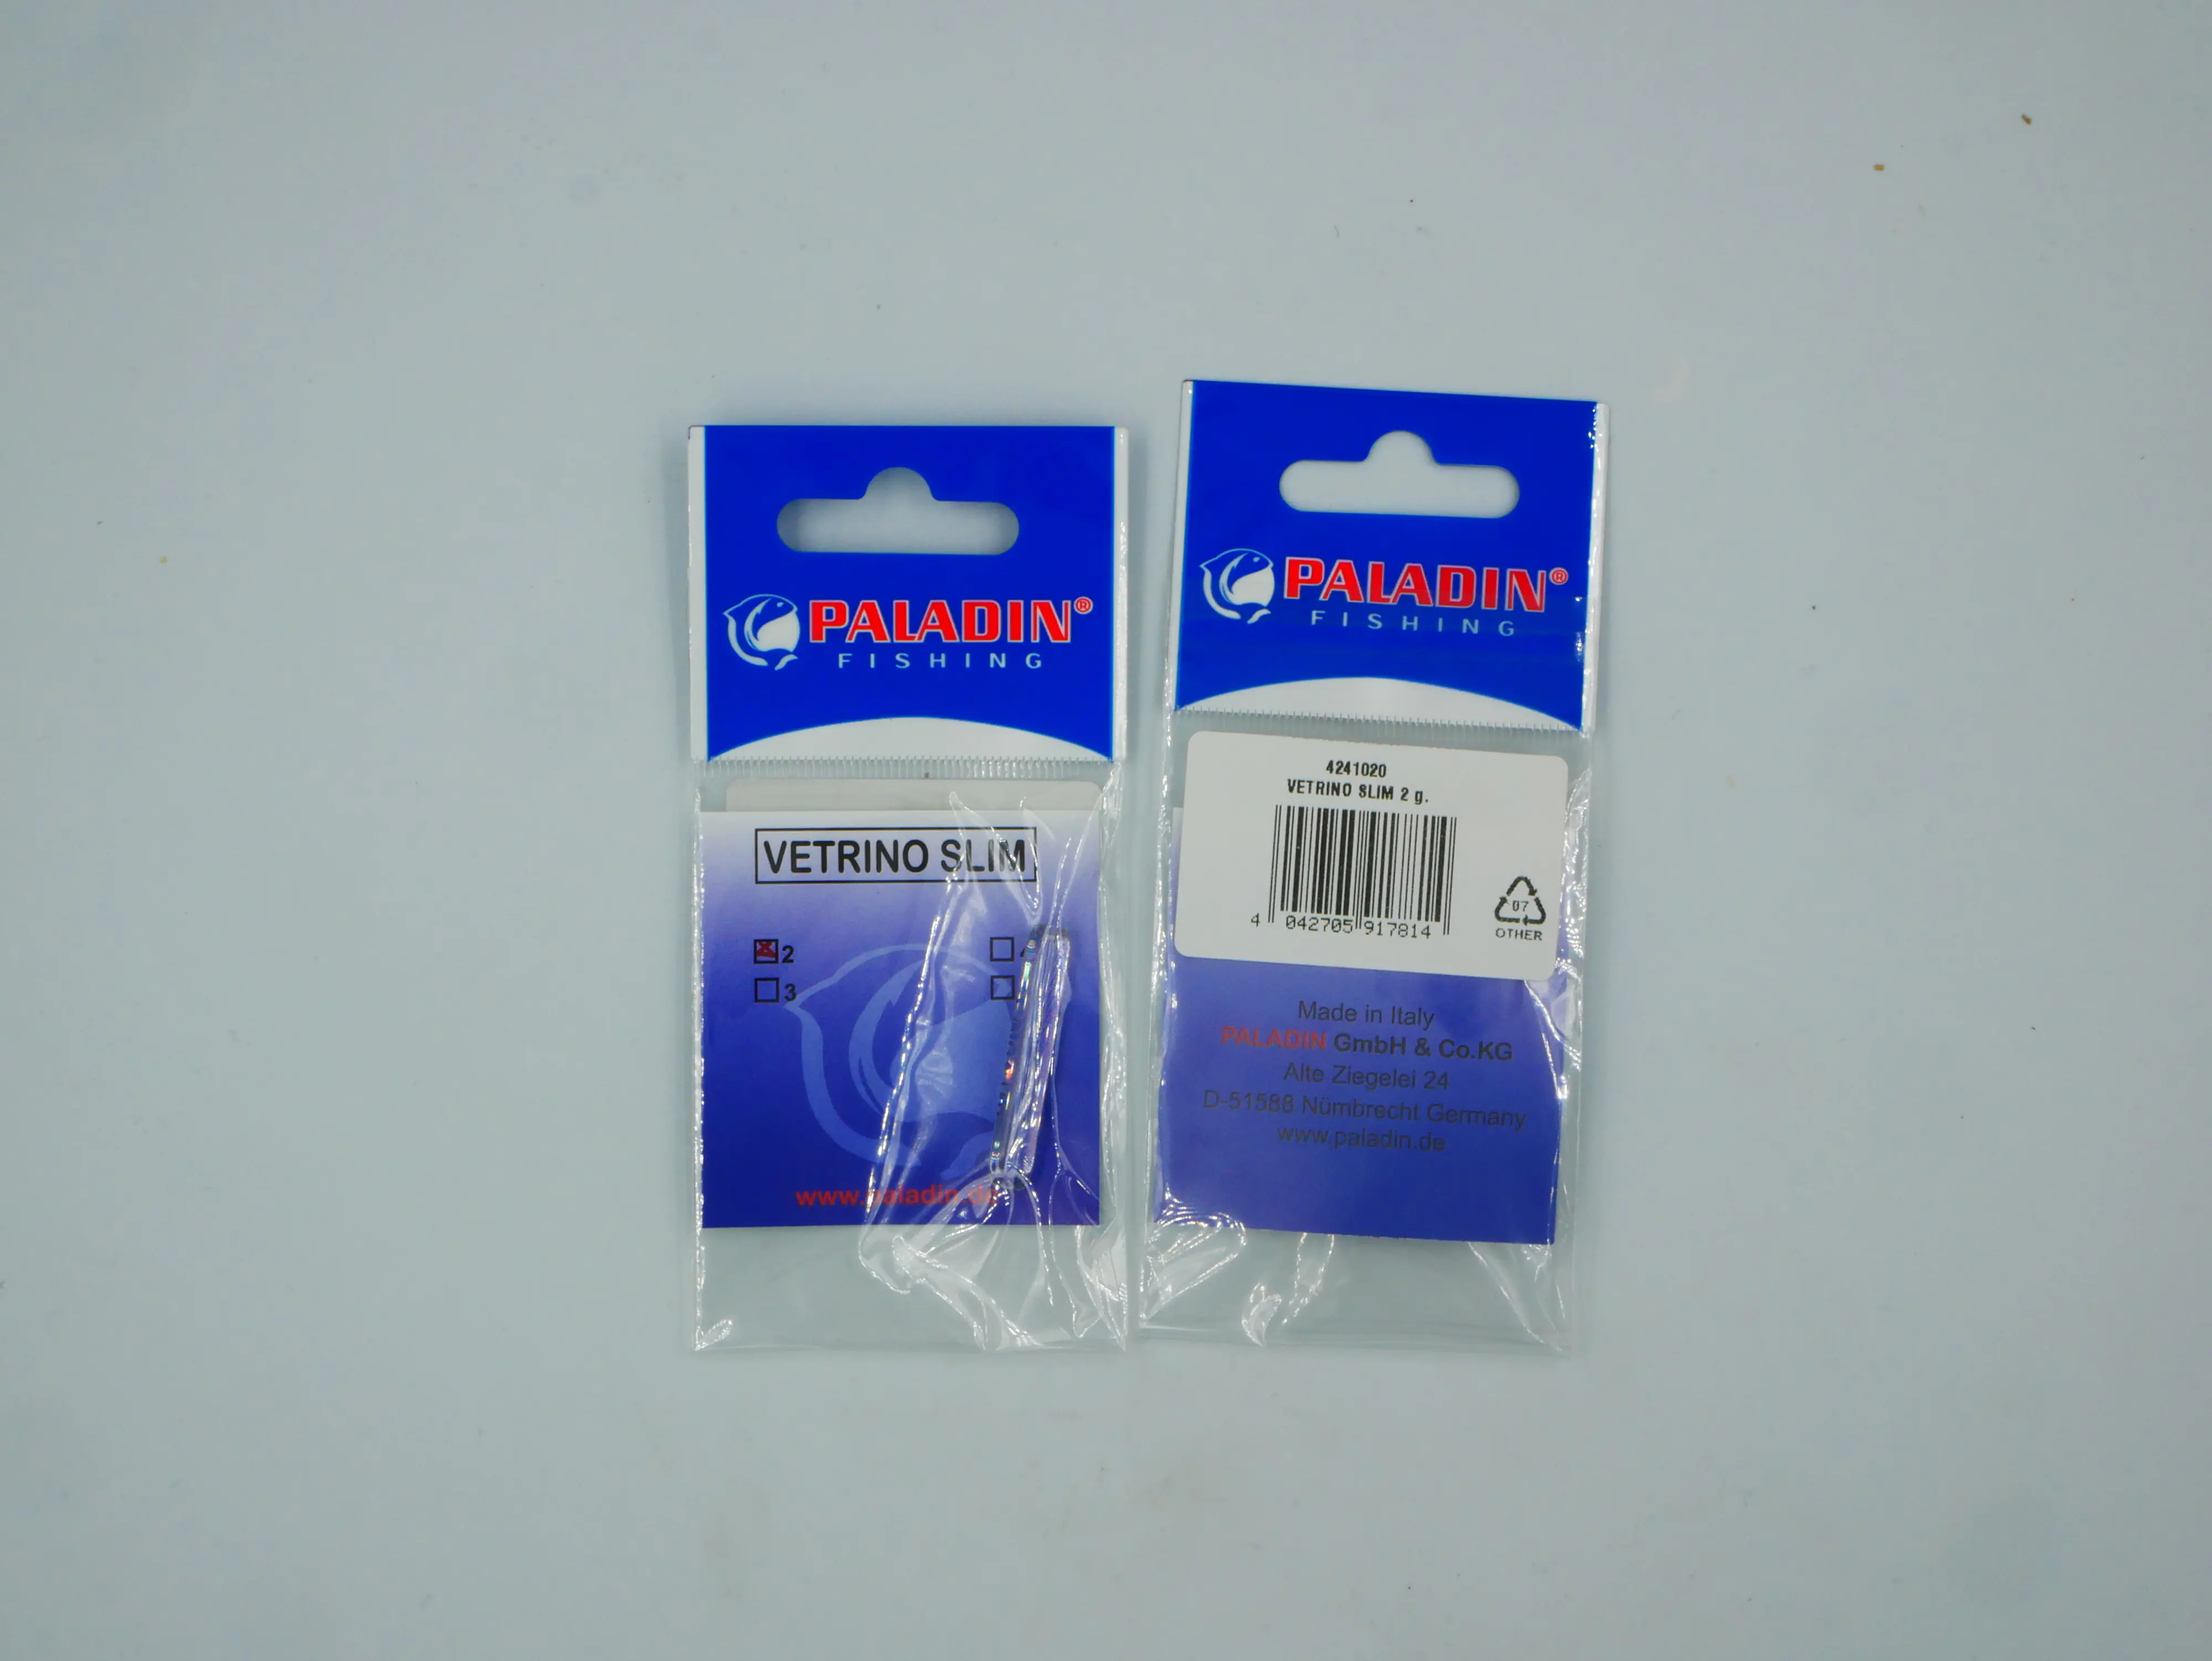 PALADIN®
FISHING
VETRINO SLIM
2
3
www.paladin.de
PALADIN®
FISHING
4241020
VETRINO SLIM 2 g.
4 042705 917814
07
OTHER
Made in Italy
PALADIN GmbH & Co.KG
Alte Ziegelei 24
D-51588 Nümbrecht Germany
www.paladin.de